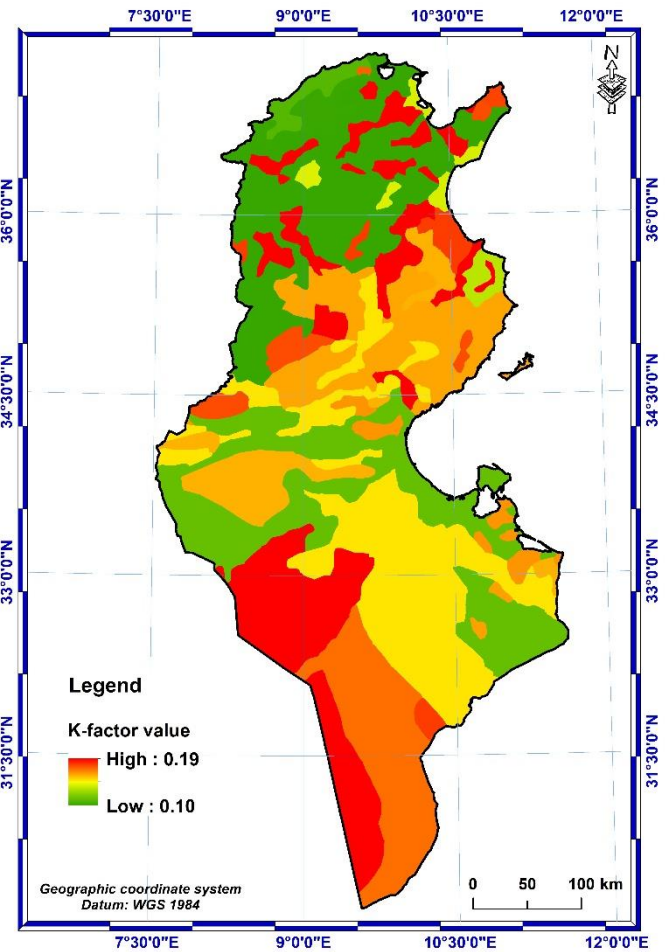 7°30'0"E 9°0'0"E 10°30'0"E 12°0'0"E
N
36°0'0"N 36°0'0"N
34°30'0"N 34°30'0"N
33°0'0"N 33°0'0"N
31°30'0"N 31°30'0"N
Legend
K-factor value
High : 0.19
Low : 0.10
Geographic coordinate system
Datum: WGS 1984
0 50 100 km
7°30'0"E 9°0'0"E 10°30'0"E 12°0'0"E